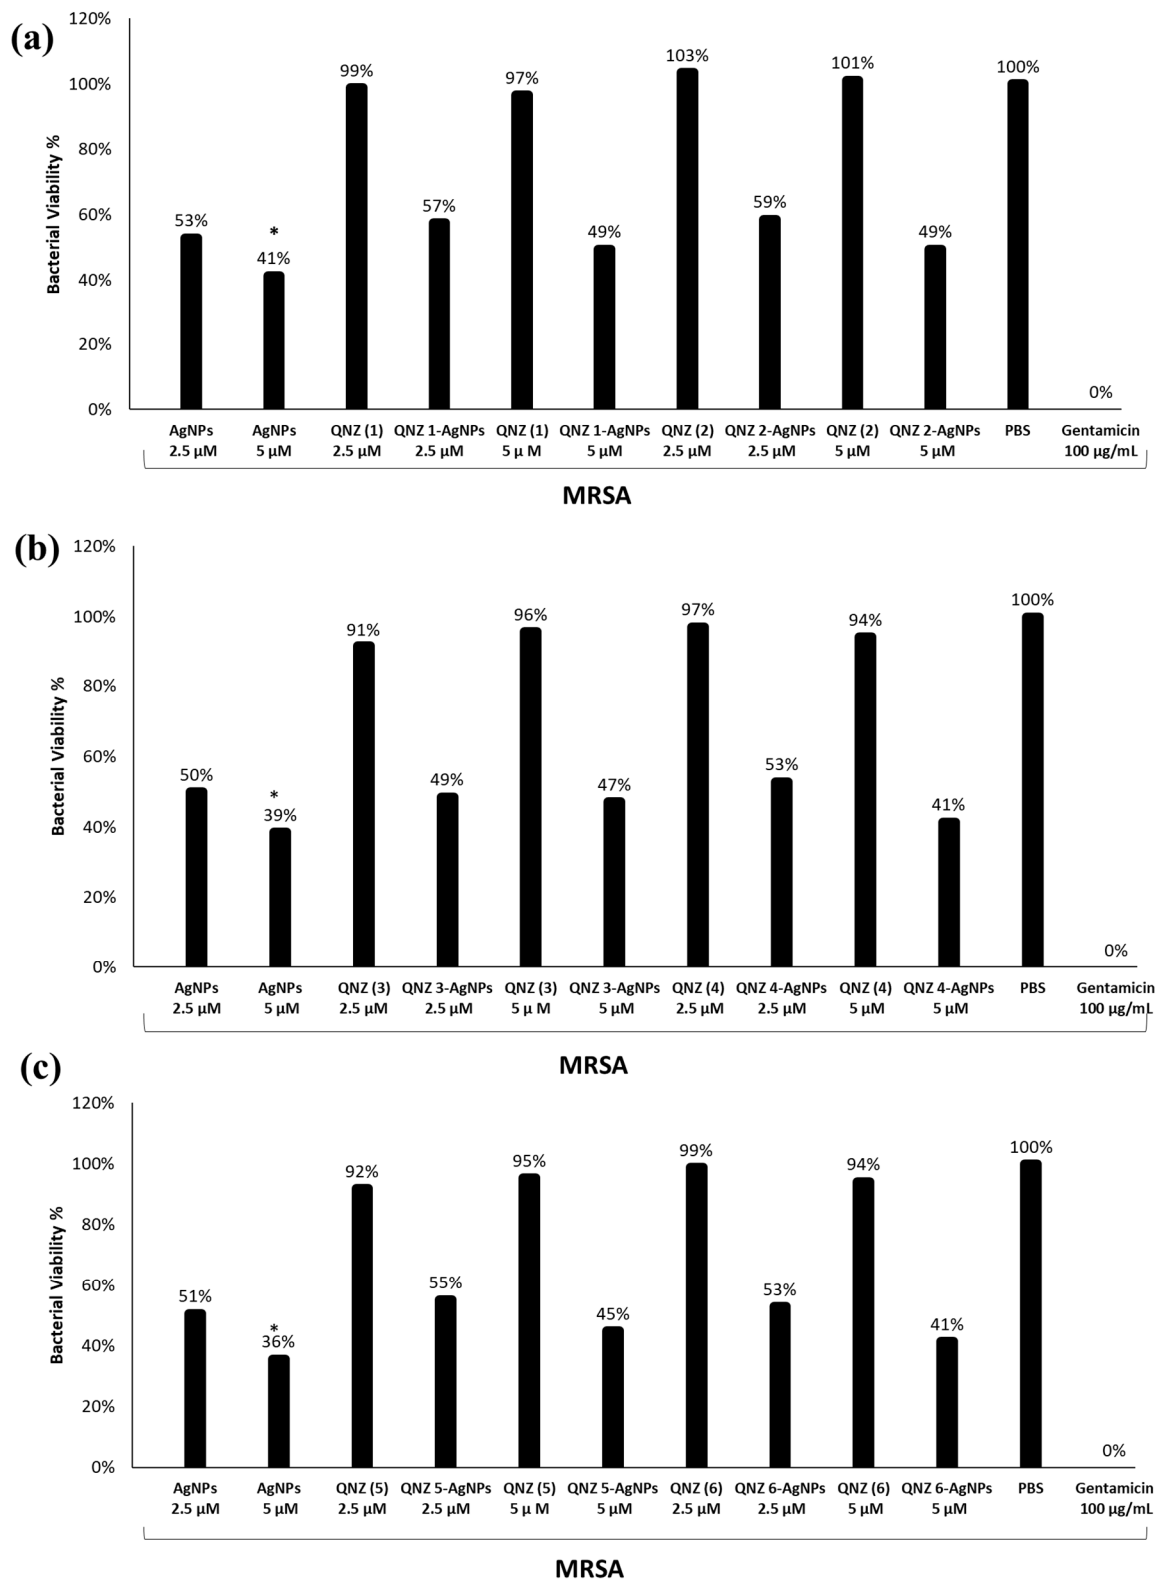 (a)
Bacterial Viability %
120%
100%
80%
60%
40%
20%
0%
53%
*
41%
99%
57%
97%
49%
103%
59%
101%
49%
100%
0%
AgNPs 2.5 µM
AgNPs 5 µM
QNZ (1) 2.5 µM
QNZ 1-AgNPs 2.5 µM
QNZ (1) 5 µ M
QNZ 1-AgNPs 5 µM
QNZ (2) 2.5 µM
QNZ 2-AgNPs 2.5 µM
QNZ (2) 5 µM
QNZ 2-AgNPs 5 µM
PBS
Gentamicin 100 µg/mL
MRSA
(b)
Bacterial Viability %
120%
100%
80%
60%
40%
20%
0%
50%
*
39%
91%
49%
96%
47%
97%
53%
94%
41%
100%
0%
AgNPs 2.5 µM
AgNPs 5 µM
QNZ (3) 2.5 µM
QNZ 3-AgNPs 2.5 µM
QNZ (3) 5 µ M
QNZ 3-AgNPs 5 µM
QNZ (4) 2.5 µM
QNZ 4-AgNPs 2.5 µM
QNZ (4) 5 µM
QNZ 4-AgNPs 5 µM
PBS
Gentamicin 100 µg/mL
MRSA
(c)
Bacterial Viability %
120%
100%
80%
60%
40%
20%
0%
51%
*
36%
92%
55%
95%
45%
99%
53%
94%
41%
100%
0%
AgNPs 2.5 µM
AgNPs 5 µM
QNZ (5) 2.5 µM
QNZ 5-AgNPs 2.5 µM
QNZ (5) 5 µ M
QNZ 5-AgNPs 5 µM
QNZ (6) 2.5 µM
QNZ 6-AgNPs 2.5 µM
QNZ (6) 5 µM
QNZ 6-AgNPs 5 µM
PBS
Gentamicin 100 µg/mL
MRSA